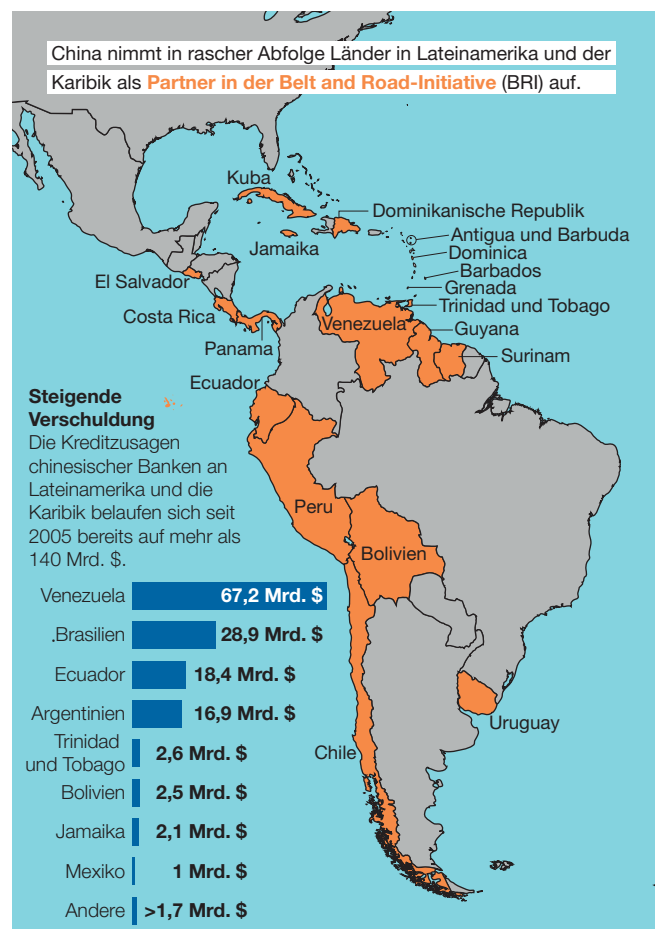 China nimmt in rascher Abfolge Länder in Lateinamerika und der
Karibik als Partner in der Belt and Road-Initiative (BRI) auf.
Kuba
Dominikanische Republik
Jamaika
Antigua und Barbuda
Dominica
Barbados
El Salvador
Grenada
Trinidad und Tobago
Costa Rica
Venezuela
Guyana
Panama
Surinam
Ecuador
Peru
Bolivien
Uruguay
Chile
Steigende
Verschuldung
Die Kreditzusagen
chinesischer Banken an
Lateinamerika und die
Karibik belaufen sich seit
2005 bereits auf mehr als
140 Mrd. $.
Venezuela 67,2 Mrd. $
.Brasilien 28,9 Mrd. $
Ecuador 18,4 Mrd. $
Argentinien 16,9 Mrd. $
Trinidad
und Tobago 2,6 Mrd. $
Bolivien 2,5 Mrd. $
Jamaika 2,1 Mrd. $
Mexiko 1 Mrd. $
Andere >1,7 Mrd. $